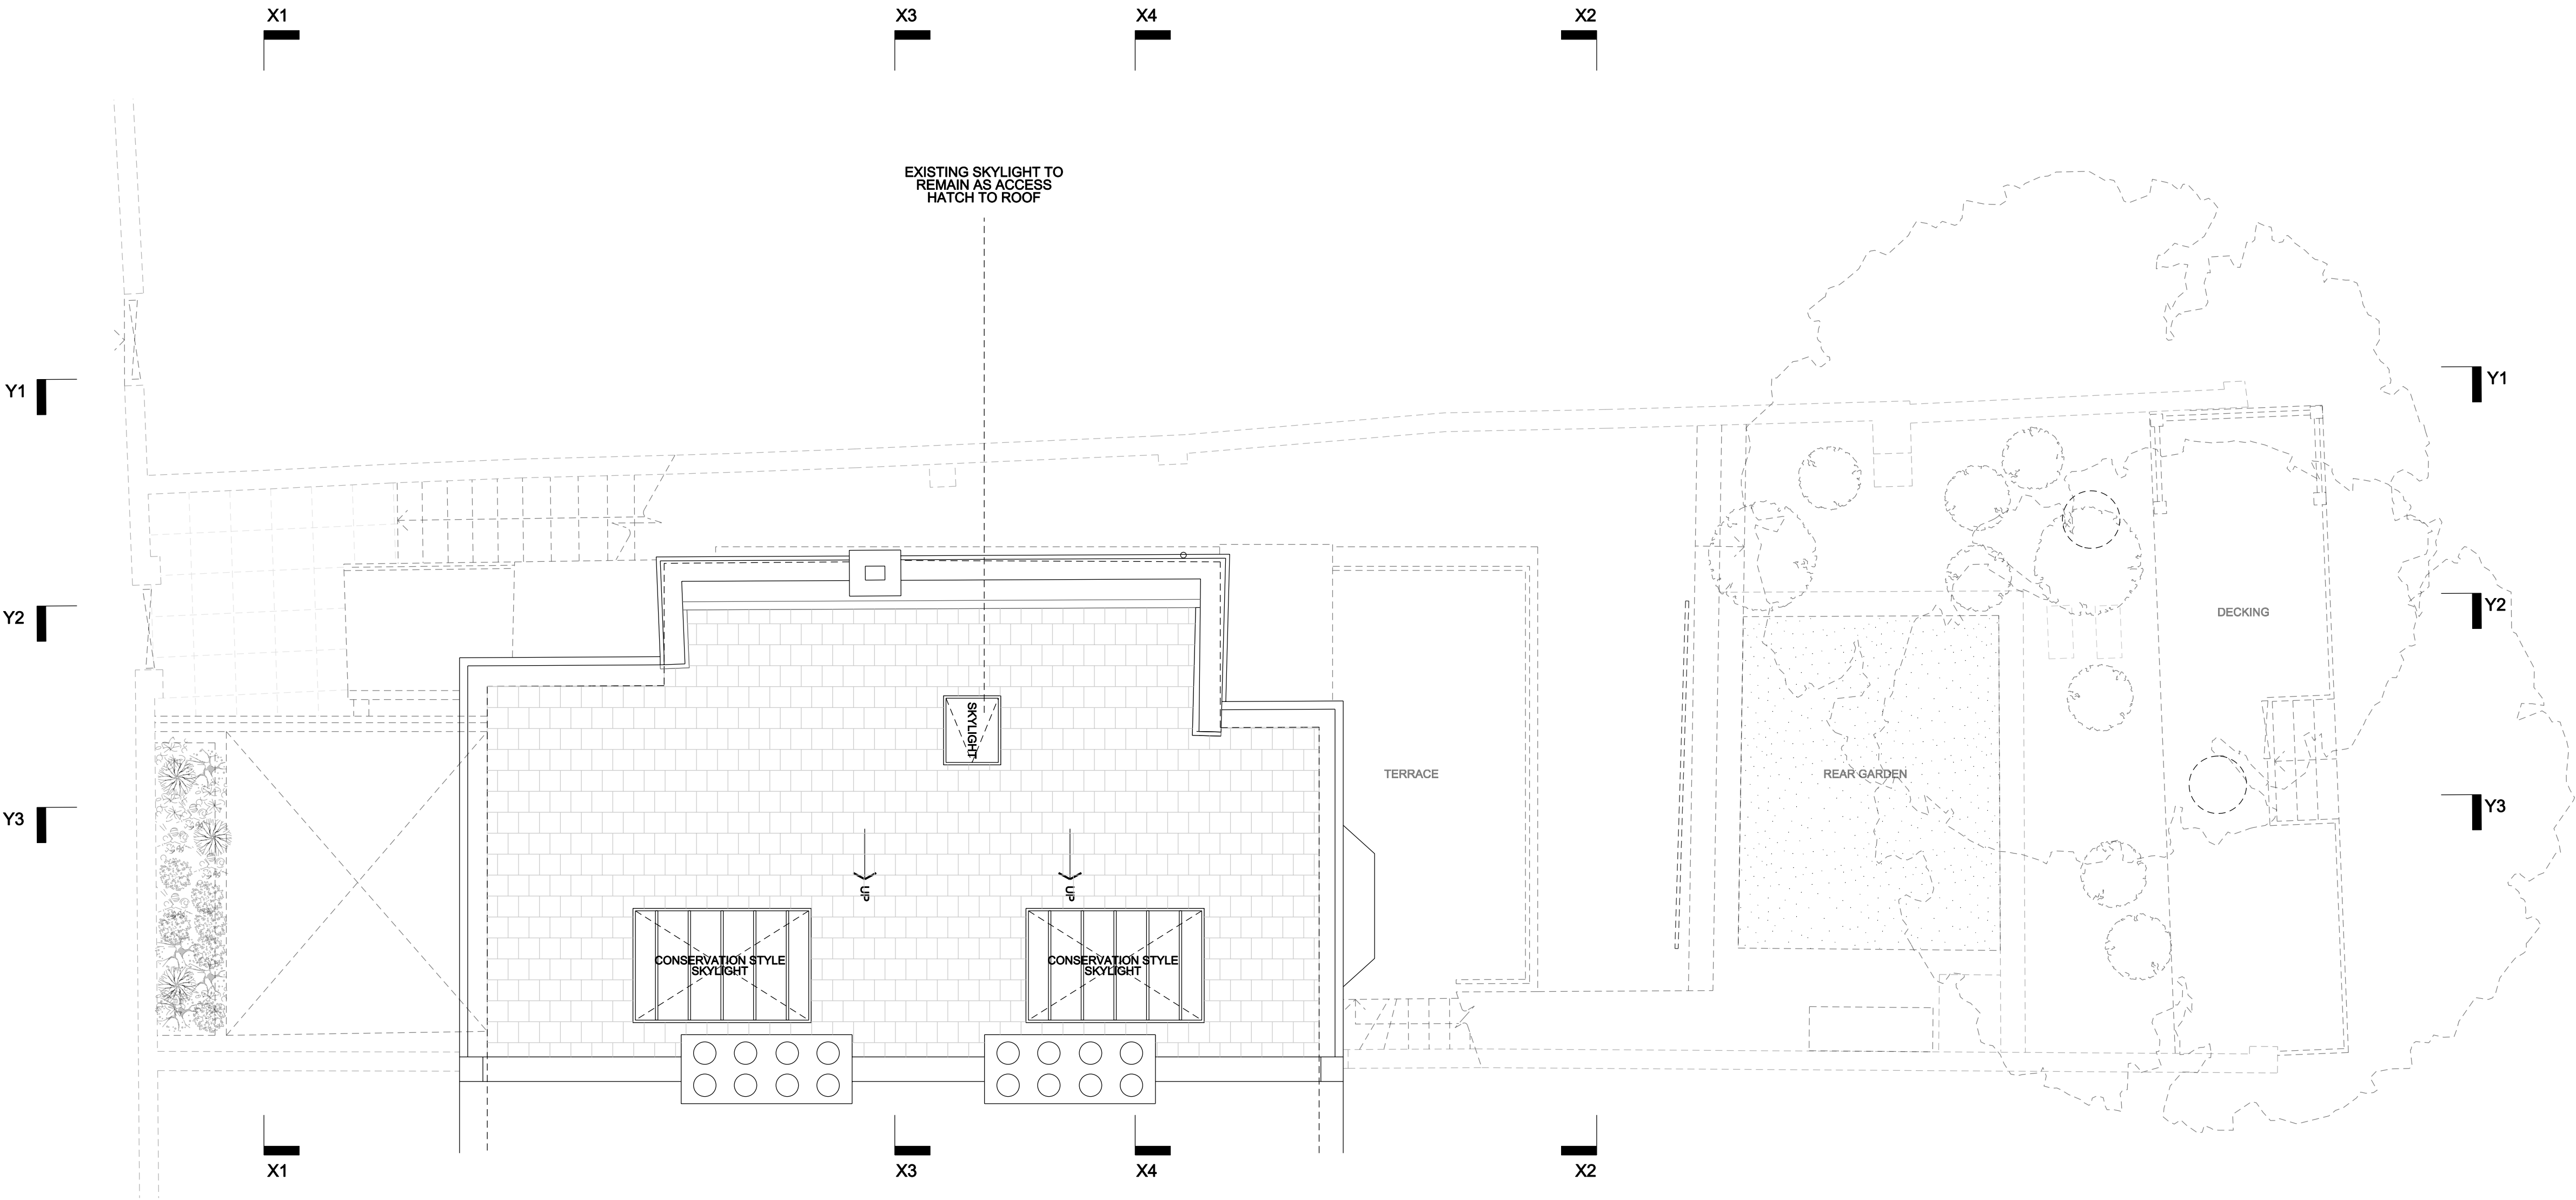 X1
X3
X4
X2
EXISTING SKYLIGHT TO
REMAIN AS ACCESS
HATCH TO ROOF
Y1
Y1
Y2
Y2
DECKING
SKYLIGHT
TERRACE
REAR GARDEN
Y3
Y3
UP
UP
CONSERVATION STYLE
SKYLIGHT
CONSERVATION STYLE
SKYLIGHT
X1
X3
X4
X2